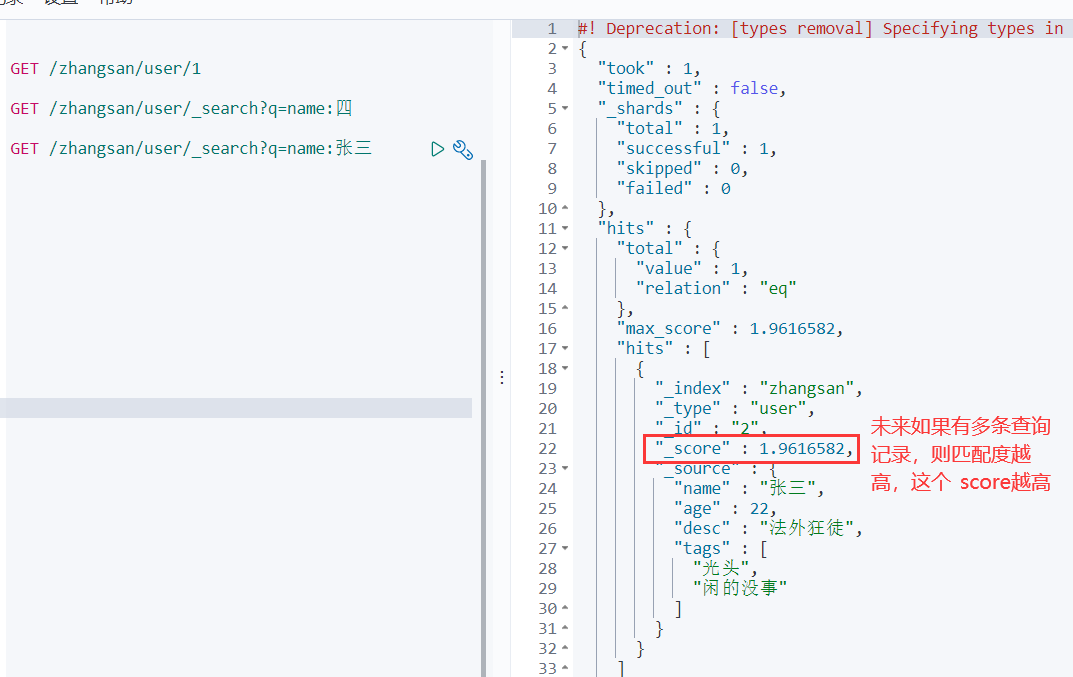 设置 帮助
GET /zhangsan/user/1
GET /zhangsan/user/_search?q=name:四
GET /zhangsan/user/_search?q=name:张三
1 #! Deprecation: [types removal] Specifying types in
2 {
3 "took" : 1,
4 "timed_out" : false,
5 "_shards" : {
6 "total" : 1,
7 "successful" : 1,
8 "skipped" : 0,
9 "failed" : 0
10 },
11 "hits" : {
12 "total" : {
13 "value" : 1,
14 "relation" : "eq"
15 },
16 "max_score" : 1.9616582,
17 "hits" : [
18 {
19 "_index" : "zhangsan",
20 "_type" : "user",
21 "_id" : "2",
22 "_score" : 1.9616582,
23 "_source" : {
24 "name" : "张三",
25 "age" : 22,
26 "desc" : "法外狂徒",
27 "tags" : [
28 "光头",
29 "闲的没事"
30 ]
31 }
32 }
33 ]
未来如果有多条查询
记录，则匹配度越
高，这个 score越高